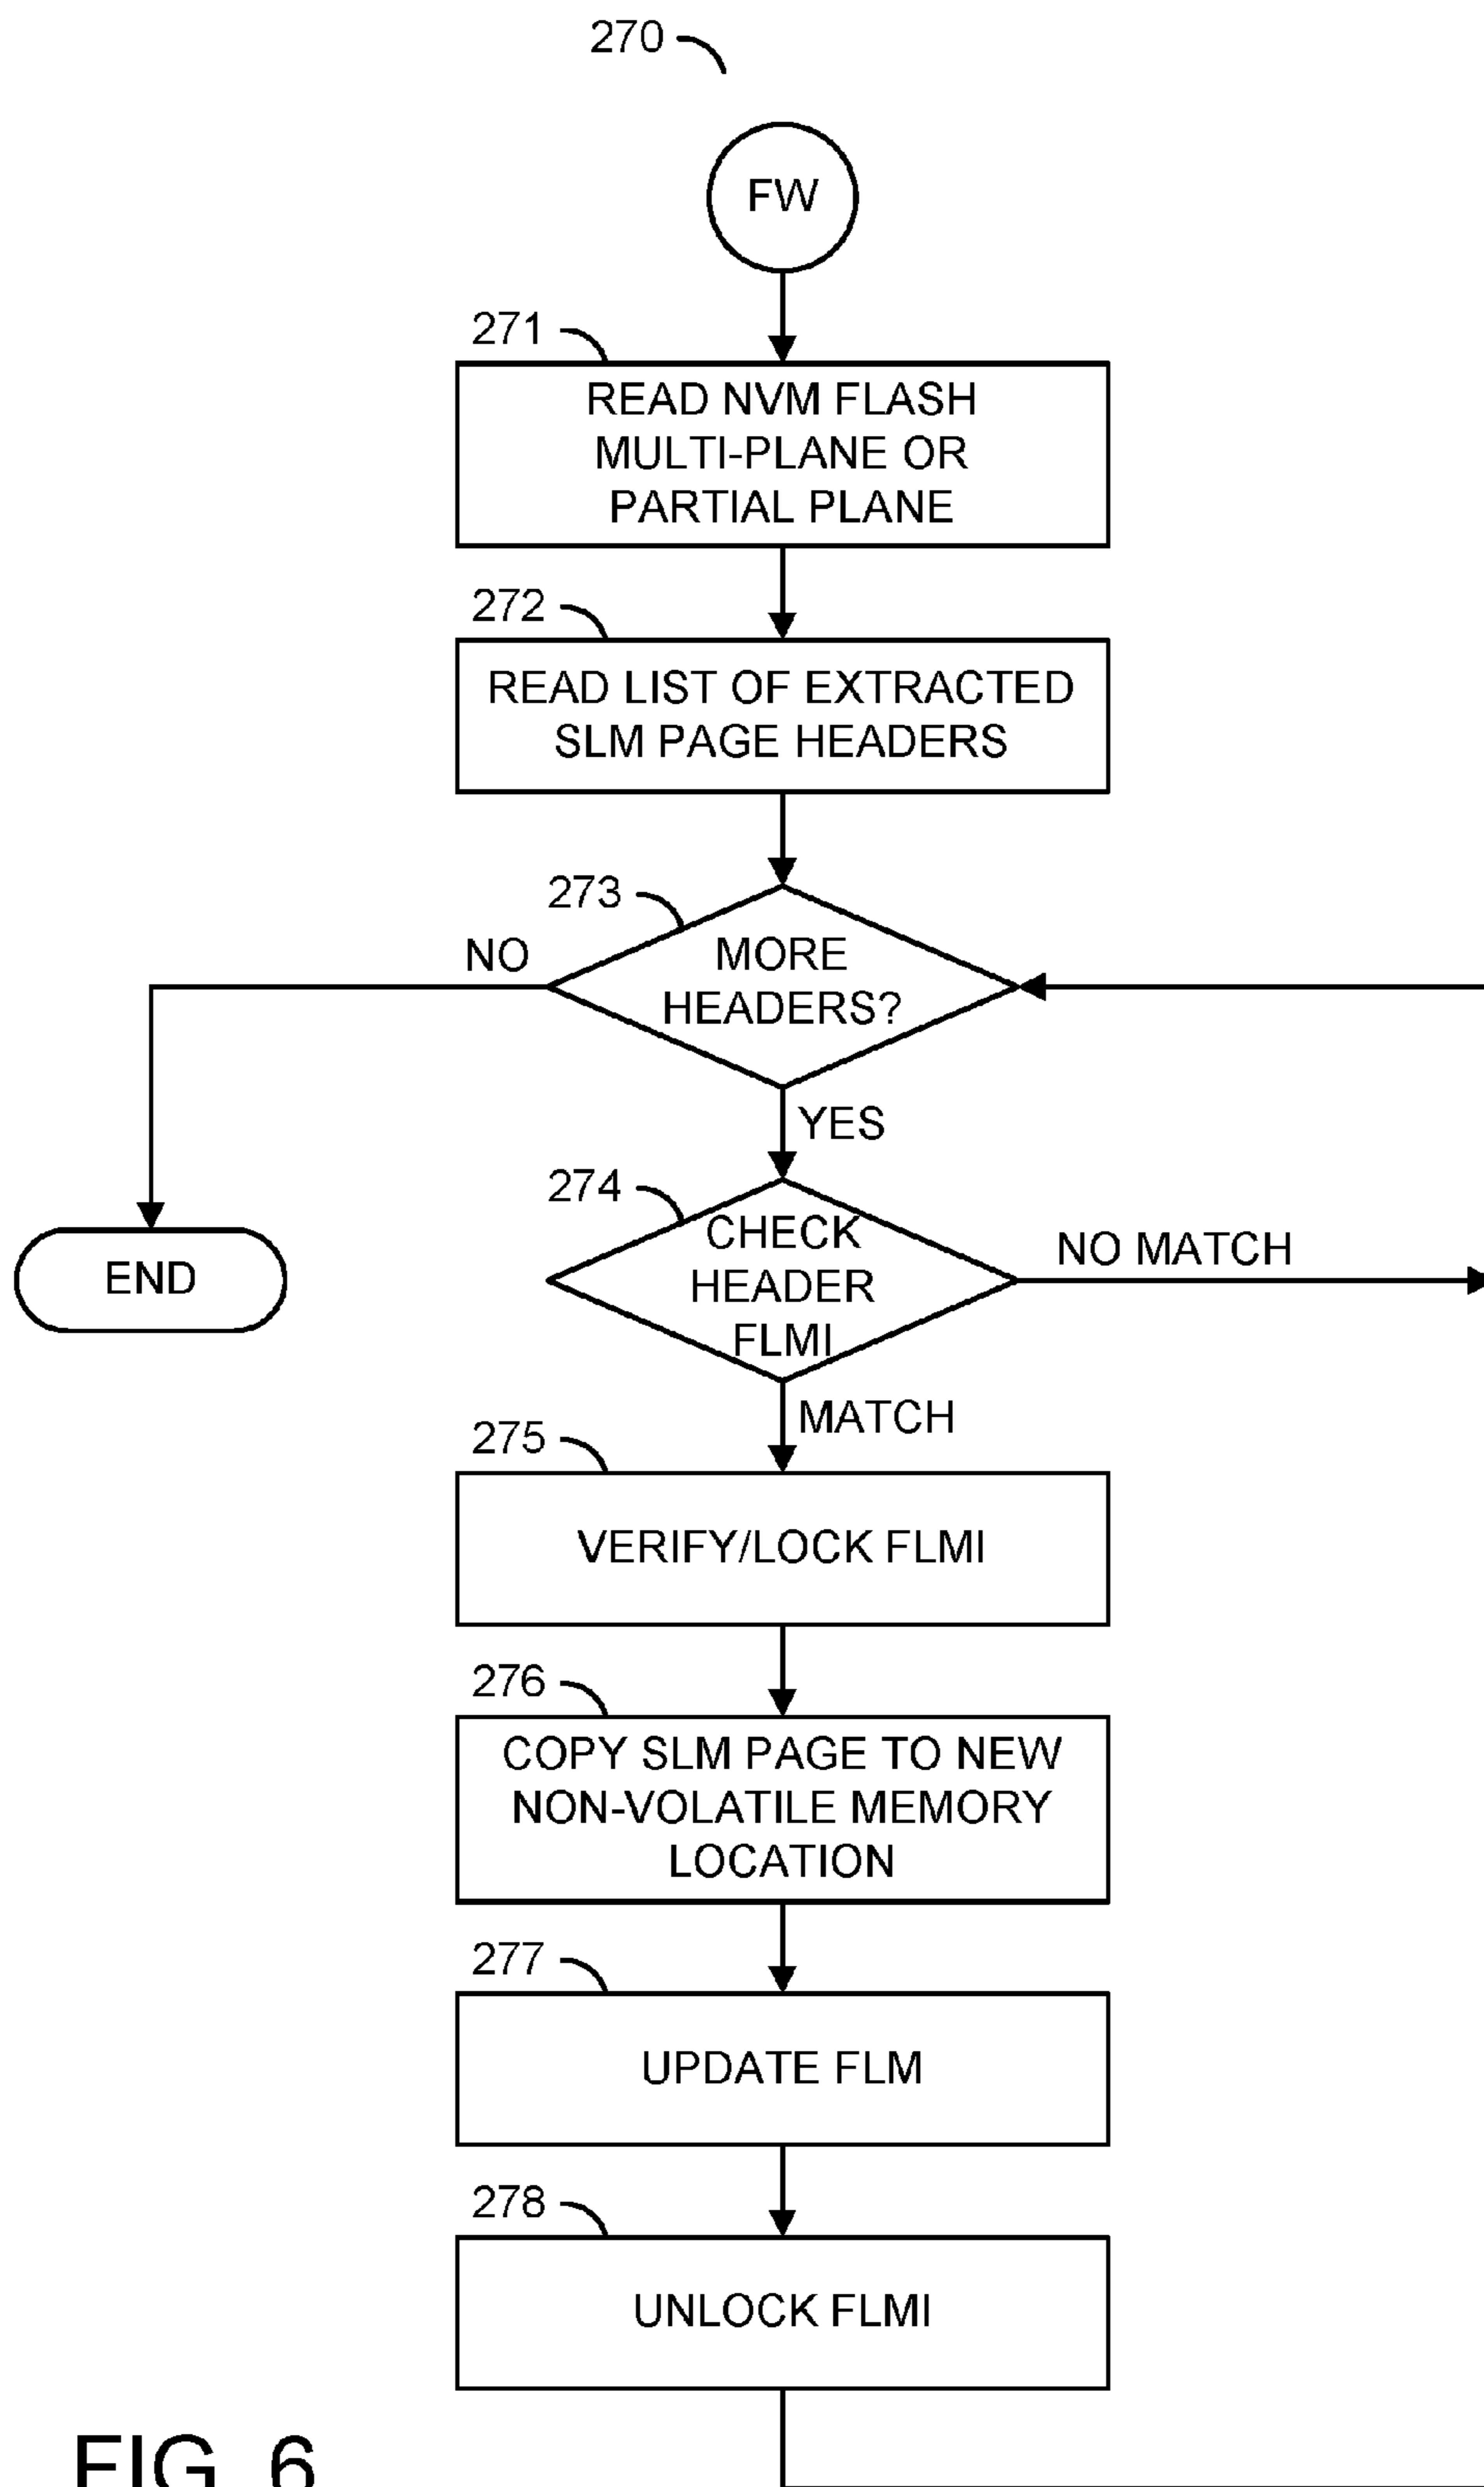 270
FW
271
READ NVM FLASH
MULTI-PLANE OR
PARTIAL PLANE
272
READ LIST OF EXTRACTED
SLM PAGE HEADERS
273
MORE
HEADERS?
NO
YES
END
274
CHECK
HEADER
FLMI
NO MATCH
MATCH
275
VERIFY/LOCK FLMI
276
COPY SLM PAGE TO NEW
NON-VOLATILE MEMORY
LOCATION
277
UPDATE FLM
278
UNLOCK FLMI
FIG. 6